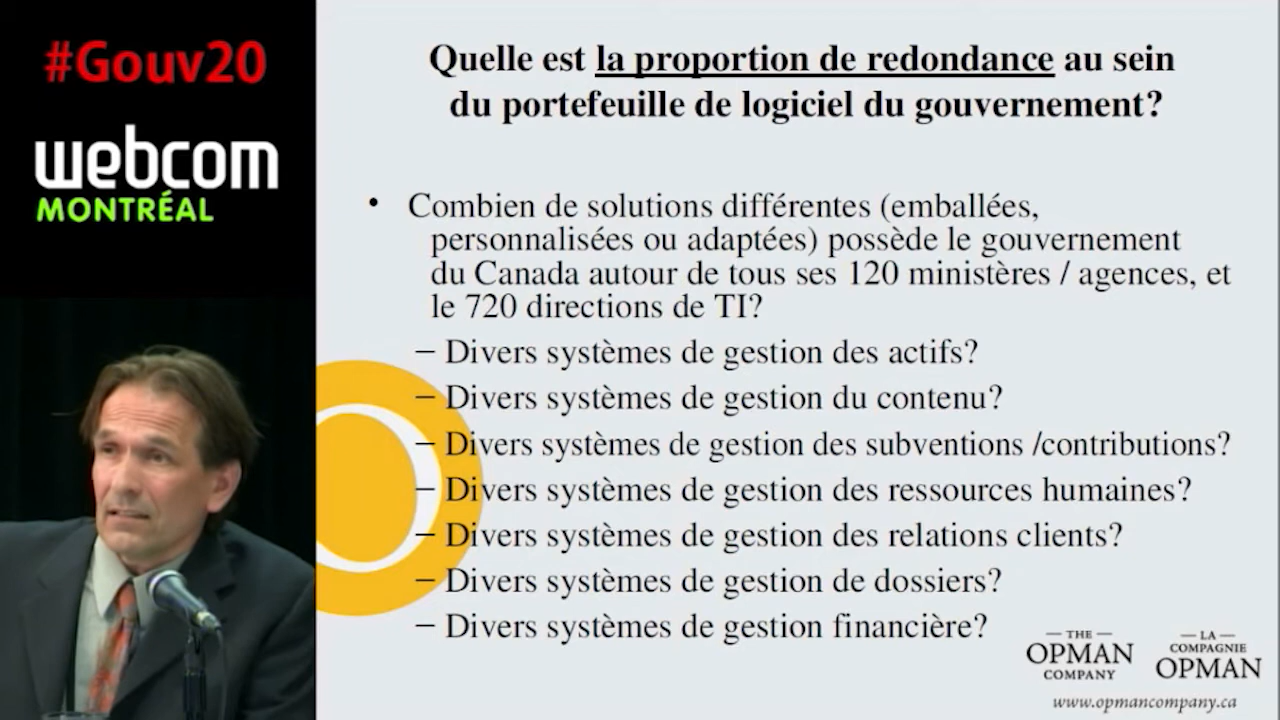 #Gouv20
webcom
MONTRÉAL
Quelle est la proportion de redondance au sein
du portefeuille de logiciel du gouvernement?
• Combien de solutions différentes (emballées,
personnalisées ou adaptées) possède le gouvernement
du Canada autour de tous ses 120 ministères / agences, et
le 720 directions de TI?
– Divers systèmes de gestion des actifs?
– Divers systèmes de gestion du contenu?
– Divers systèmes de gestion des subventions /contributions?
– Divers systèmes de gestion des ressources humaines?
– Divers systèmes de gestion des relations clients?
– Divers systèmes de gestion de dossiers?
– Divers systèmes de gestion financière?
— THE —
OPMAN
COMPANY
— LA —
COMPAGNIE
OPMAN
www.opmancompany.ca